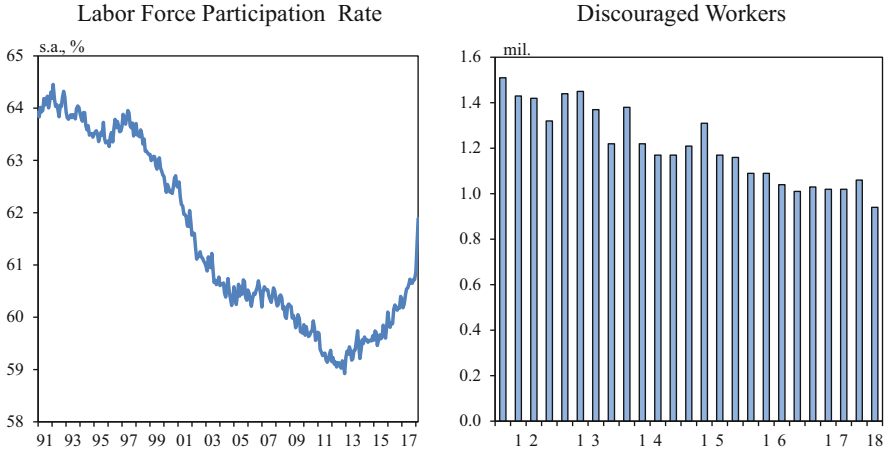 Labor Force Participation Rate
s.a., %
65
64
63
62
61
60
59
58
91 93 95 97 99 01 03 05 07 09 11 13 15 17
Discouraged Workers
mil.
1.6
1.4
1.2
1.0
0.8
0.6
0.4
0.2
0.0
1 2 1 3 1 4 1 5 1 6 1 7 18